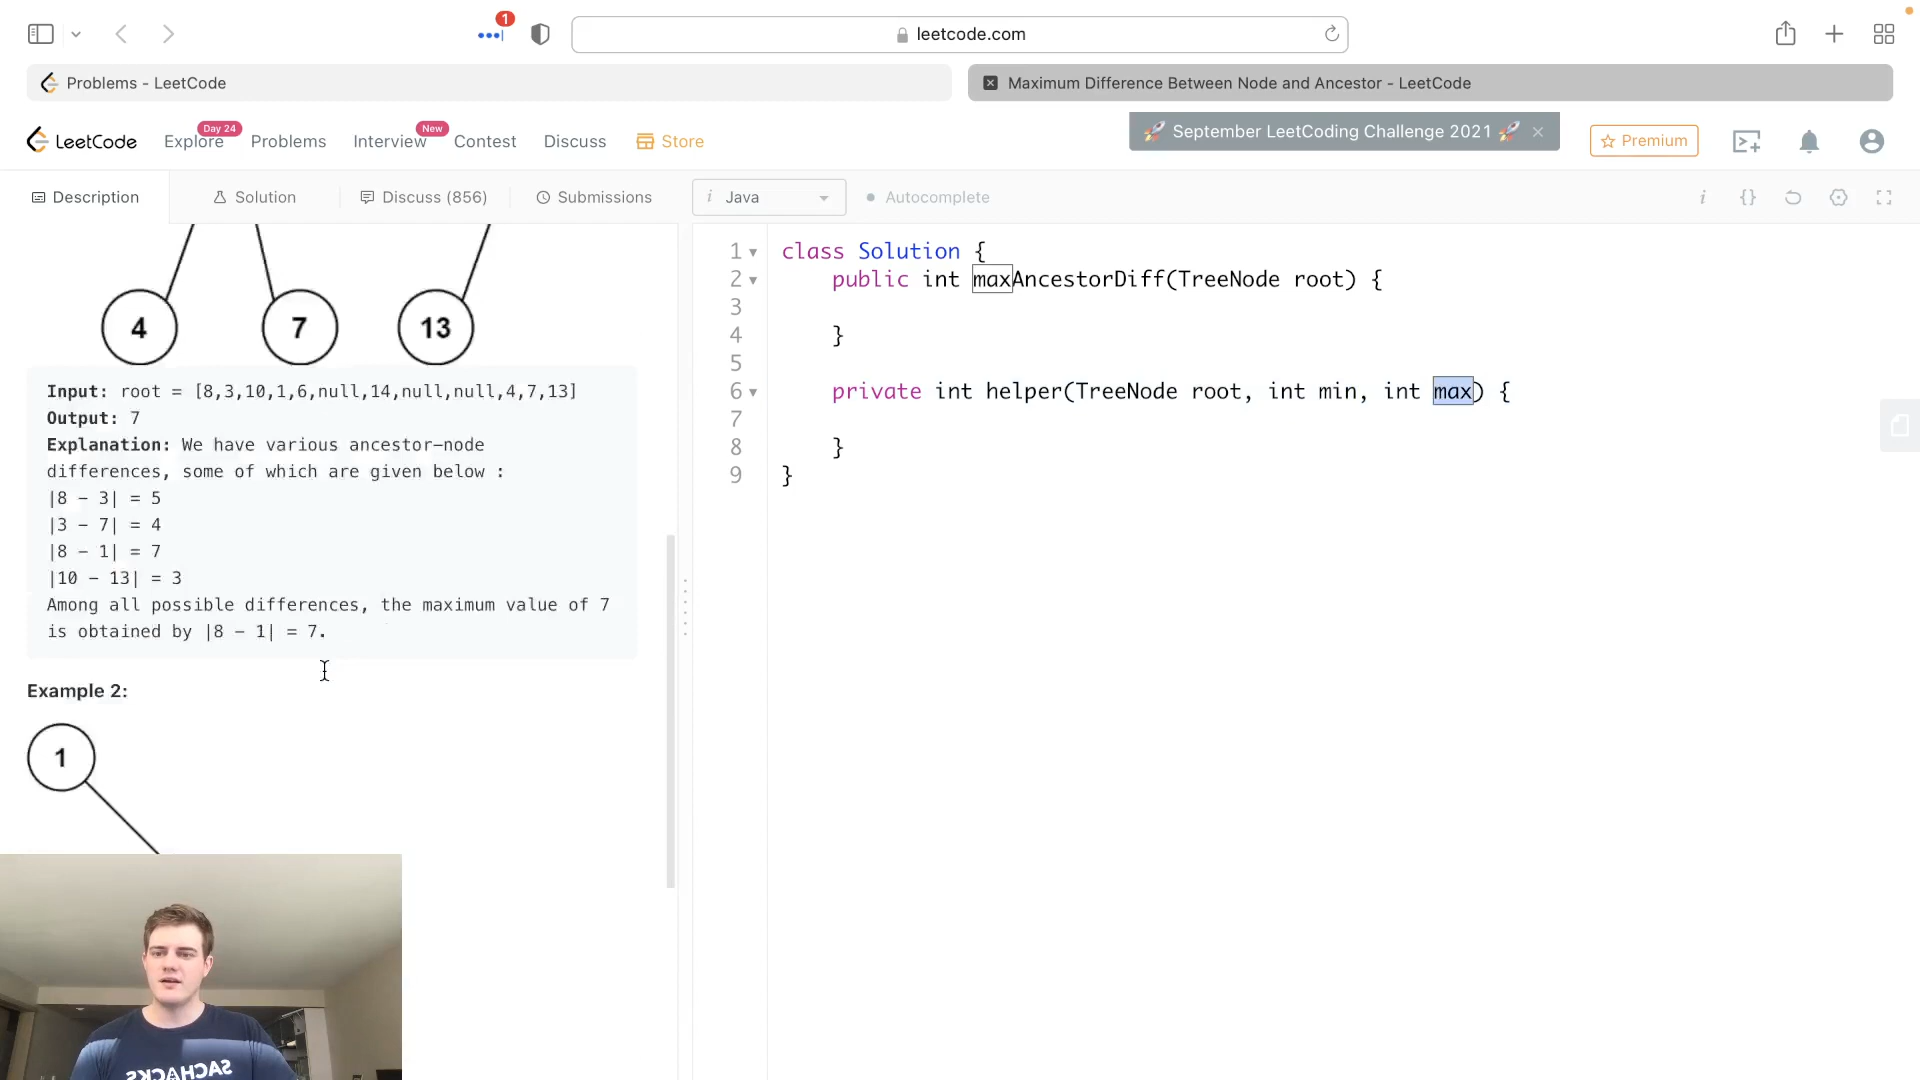 1
leetcode.com
Problems - LeetCode
Maximum Difference Between Node and Ancestor - LeetCode
LeetCode
Explore
Day 24
Problems
Interview
New
Contest
Discuss
Store
🚀 September LeetCoding Challenge 2021 🚀 ×
Premium
Description
Solution
Discuss (856)
Submissions
i Java
Autocomplete
i {}
4
7
13
Input: root = [8,3,10,1,6,null,14,null,null,4,7,13]
Output: 7
Explanation: We have various ancestor-node
differences, some of which are given below :
|8 - 3| = 5
|3 - 7| = 4
|8 - 1| = 7
|10 - 13| = 3
Among all possible differences, the maximum value of 7
is obtained by |8 - 1| = 7.
Example 2:
1
1 class Solution {
2 public int maxAncestorDiff(TreeNode root) {
3
4 }
5
6 private int helper(TreeNode root, int min, int max) {
7
8 }
9 }
SACHACKS